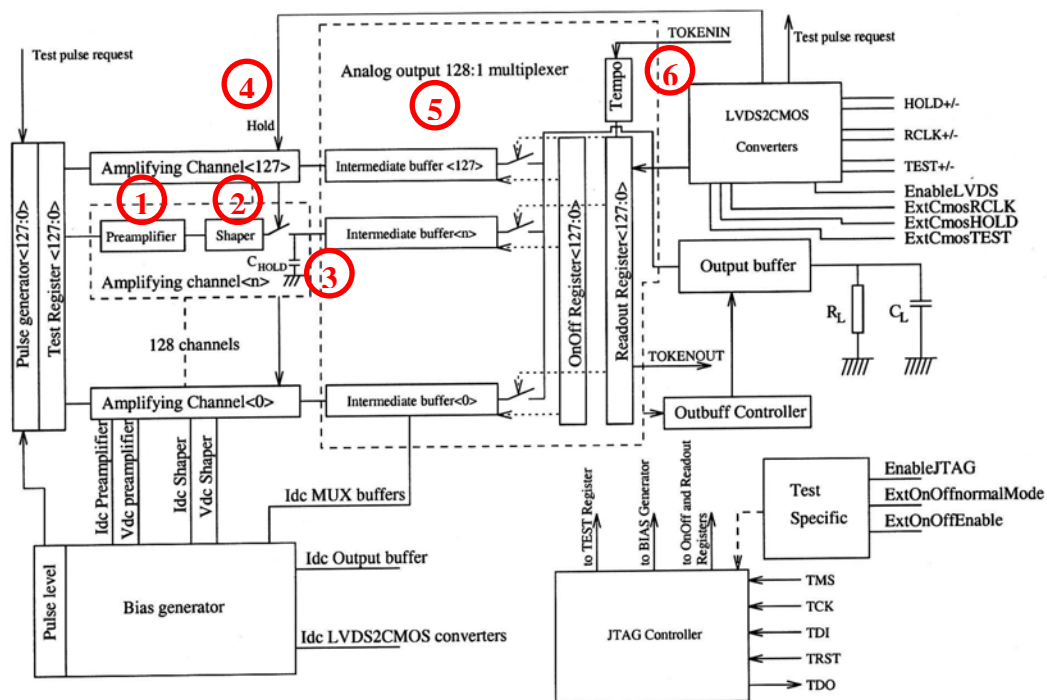 Test pulse request
4
Hold
Analog output 128:1 multiplexer
5
TOKENIN
6
Tempo
Test pulse request
LVDS2CMOS
Converters
HOLD+/-
RCLK+/-
TEST+/-
EnableLVDS
ExtCmosRCLK
ExtCmosHOLD
ExtCmosTEST
Pulse generator<127:0>
Test Register <127:0>
Amplifying Channel<127>
Intermediate buffer <127>
1
2
Preamplifier
Shaper
Intermediate buffer<n>
CHOLD
3
Amplifying channel<n>
128 channels
OnOff Register<127:0>
Readout Register<127:0>
Output buffer
RL
CL
TOKENOUT
Amplifying Channel<0>
Intermediate buffer<0>
Outbuff Controller
Idc Preamplifier
Vdc preamplifier
Idc Shaper
Vdc Shaper
Idc MUX buffers
Pulse level
Bias generator
Idc Output buffer
Idc LVDS2CMOS converters
to TEST Register
to BIAS Generator
to OnOff and Readout
Registers
Test
Specific
EnableJTAG
ExtOnOffnormalMode
ExtOnOffEnable
JTAG Controller
TMS
TCK
TDI
TRST
TDO